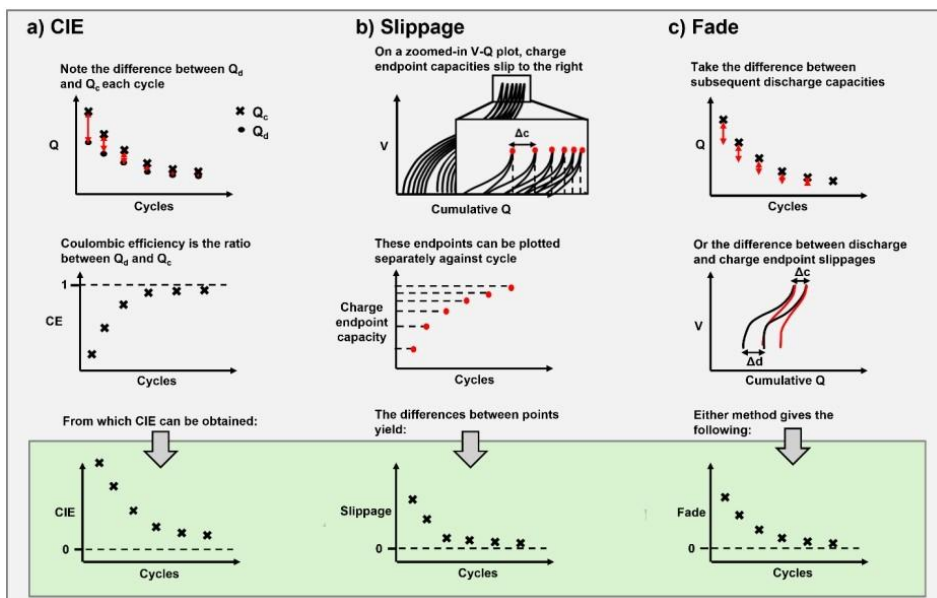 a) CIE
Note the difference between Qd
and Qc each cycle
Qc
Qd
Q
Cycles
Coulombic efficiency is the ratio
between Qd and Qc
1
CE
Cycles
From which CIE can be obtained:
CIE
0
Cycles
b) Slippage
On a zoomed-in V-Q plot, charge
endpoint capacities slip to the right
Δc
V
Cumulative Q
These endpoints can be plotted
separately against cycle
Charge
endpoint
capacity
Cycles
The differences between points
yield:
Slippage
0
Cycles
c) Fade
Take the difference between
subsequent discharge capacities
Q
Cycles
Or the difference between discharge
and charge endpoint slippages
Δc
V
Δd
Cumulative Q
Either method gives the
following:
Fade
0
Cycles